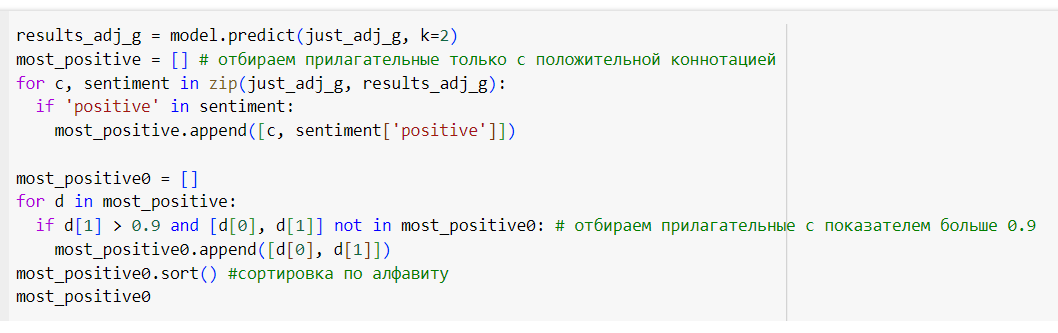 results_adj_g = model.predict(just_adj_g, k=2)
most_positive = [] # отбираем прилагательные только с положительной коннотацией
for c, sentiment in zip(just_adj_g, results_adj_g):
  if 'positive' in sentiment:
    most_positive.append([c, sentiment['positive']])

most_positive0 = []
for d in most_positive:
  if d[1] > 0.9 and [d[0], d[1]] not in most_positive0: # отбираем прилагательные с показателем больше 0.9
    most_positive0.append([d[0], d[1]])
most_positive0.sort() #сортировка по алфавиту
most_positive0